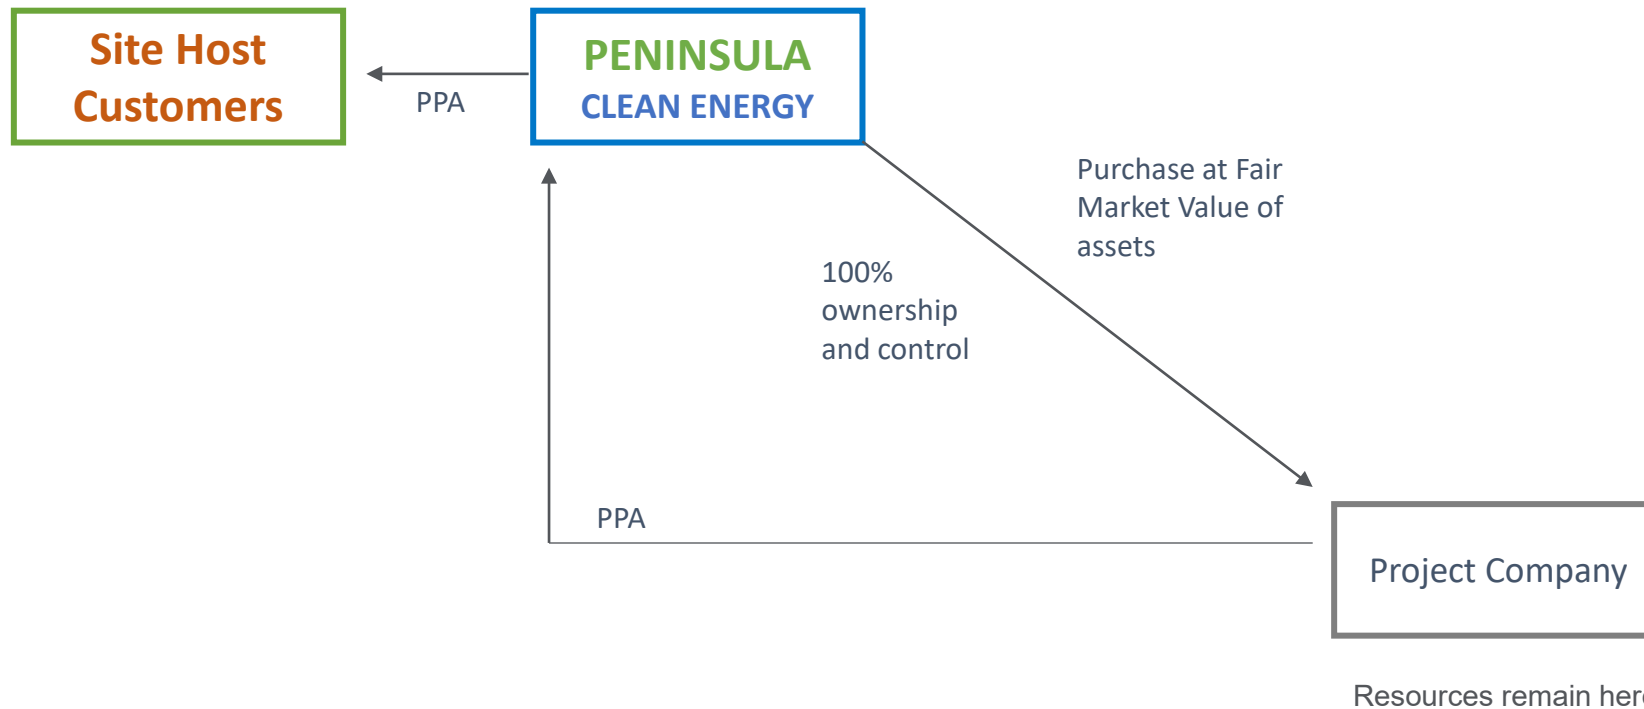 Site Host
Customers
PPA
PENINSULA
CLEAN ENERGY
Purchase at Fair
Market Value of
assets
100%
ownership
and control
PPA
Project Company
Resources remain here